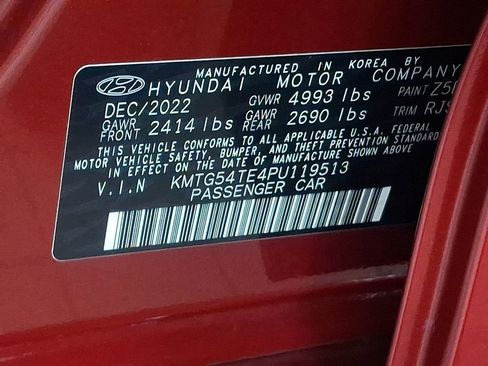 MANUFACTURED IN KOREA BY
HYUNDAI MOTOR COMPANY
DEC/2022 GVWR 4993 lbs PAINT
GAWR FRONT 2414 lbs GAWR REAR 2690 lbs TRIM
THIS VEHICLE CONFORMS TO ALL APPLICABLE U.S.A. FEDERAL
MOTOR VEHICLE SAFETY, BUMPER, AND THEFT PREVENTION STANDARDS
IN EFFECT ON THE DATE OF MANUFACTURE SHOWN ABOVE
V.I.N KMTG54TE4PU119513
PASSENGER CAR